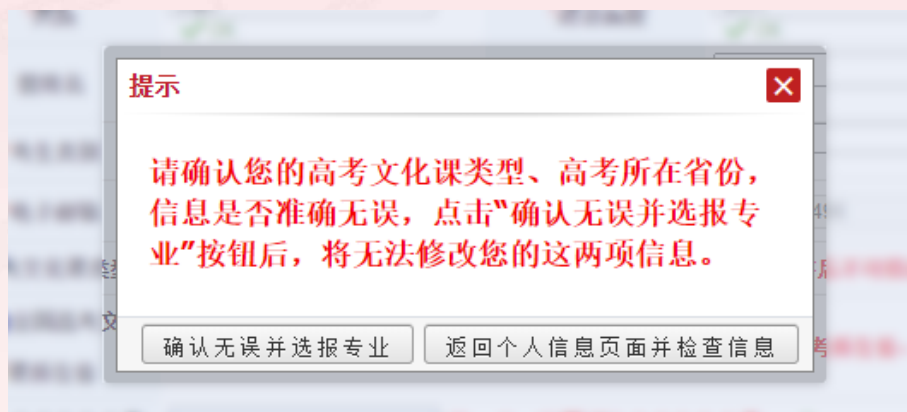 提示
请确认您的高考文化课类型、高考所在省份，
信息是否准确无误，点击“确认无误并选报专
业”按钮后，将无法修改您的这两项信息。
确认无误并选报专业
返回个人信息页面并检查信息